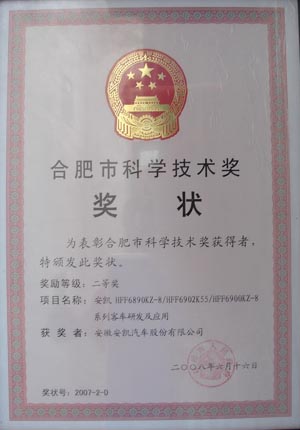 合肥市科学技术奖
奖 状
为表彰合肥市科学技术奖获得者，
特颁发此奖状。
奖励等级：二等奖
项目名称：安凯 HFF6890KZ-8/HFF6902K55/HFF6900KZ-8
系列客车研发及应用
获 奖 者：安徽安凯汽车股份有限公司
二〇〇八年六月十六日
奖状号：2007-2-0